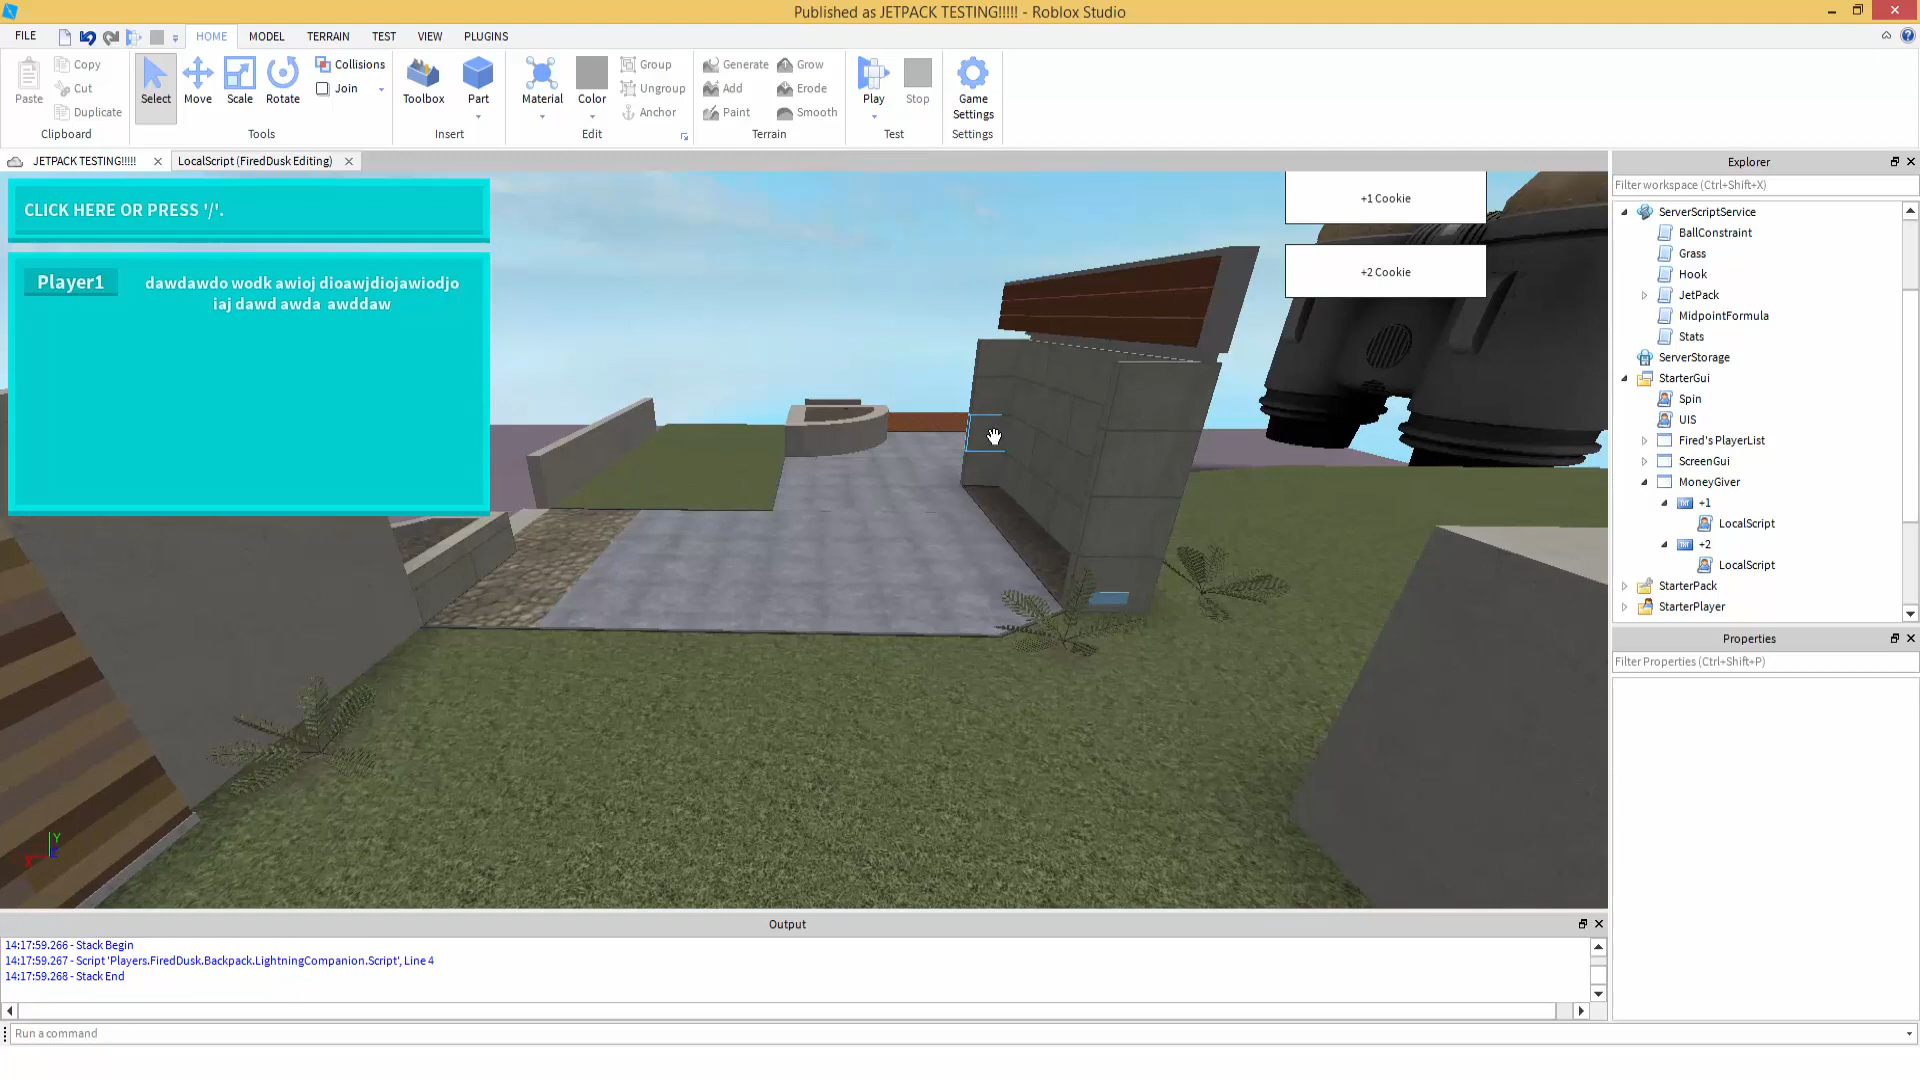 Published as JETPACK TESTING!!!!! - Roblox Studio
FILE HOME MODEL TERRAIN TEST VIEW PLUGINS
Paste Copy Cut Duplicate Clipboard
Select Move Scale Rotate Collisions Join Tools
Toolbox Part Insert
Material Color Group Ungroup Anchor Edit
Generate Add Paint Grow Erode Smooth Terrain
Play Stop Test
Game Settings Settings
JETPACK TESTING!!!!!
LocalScript (FiredDusk Editing)
CLICK HERE OR PRESS '/'.
Player1
dawdawdo wodk awioj dioawjdiojawiodjo
iaj dawd awda awddaw
+1 Cookie
+2 Cookie
Y
X
Explorer
Filter workspace (Ctrl+Shift+X)
ServerScriptService
BallConstraint
Grass
Hook
JetPack
MidpointFormula
Stats
ServerStorage
StarterGui
Spin
UIS
Fired's PlayerList
ScreenGui
MoneyGiver
+1
LocalScript
+2
LocalScript
StarterPack
StarterPlayer
Properties
Filter Properties (Ctrl+Shift+P)
Output
14:17:59.266 - Stack Begin
14:17:59.267 - Script 'Players.FiredDusk.Backpack.LightningCompanion.Script', Line 4
14:17:59.268 - Stack End
Run a command